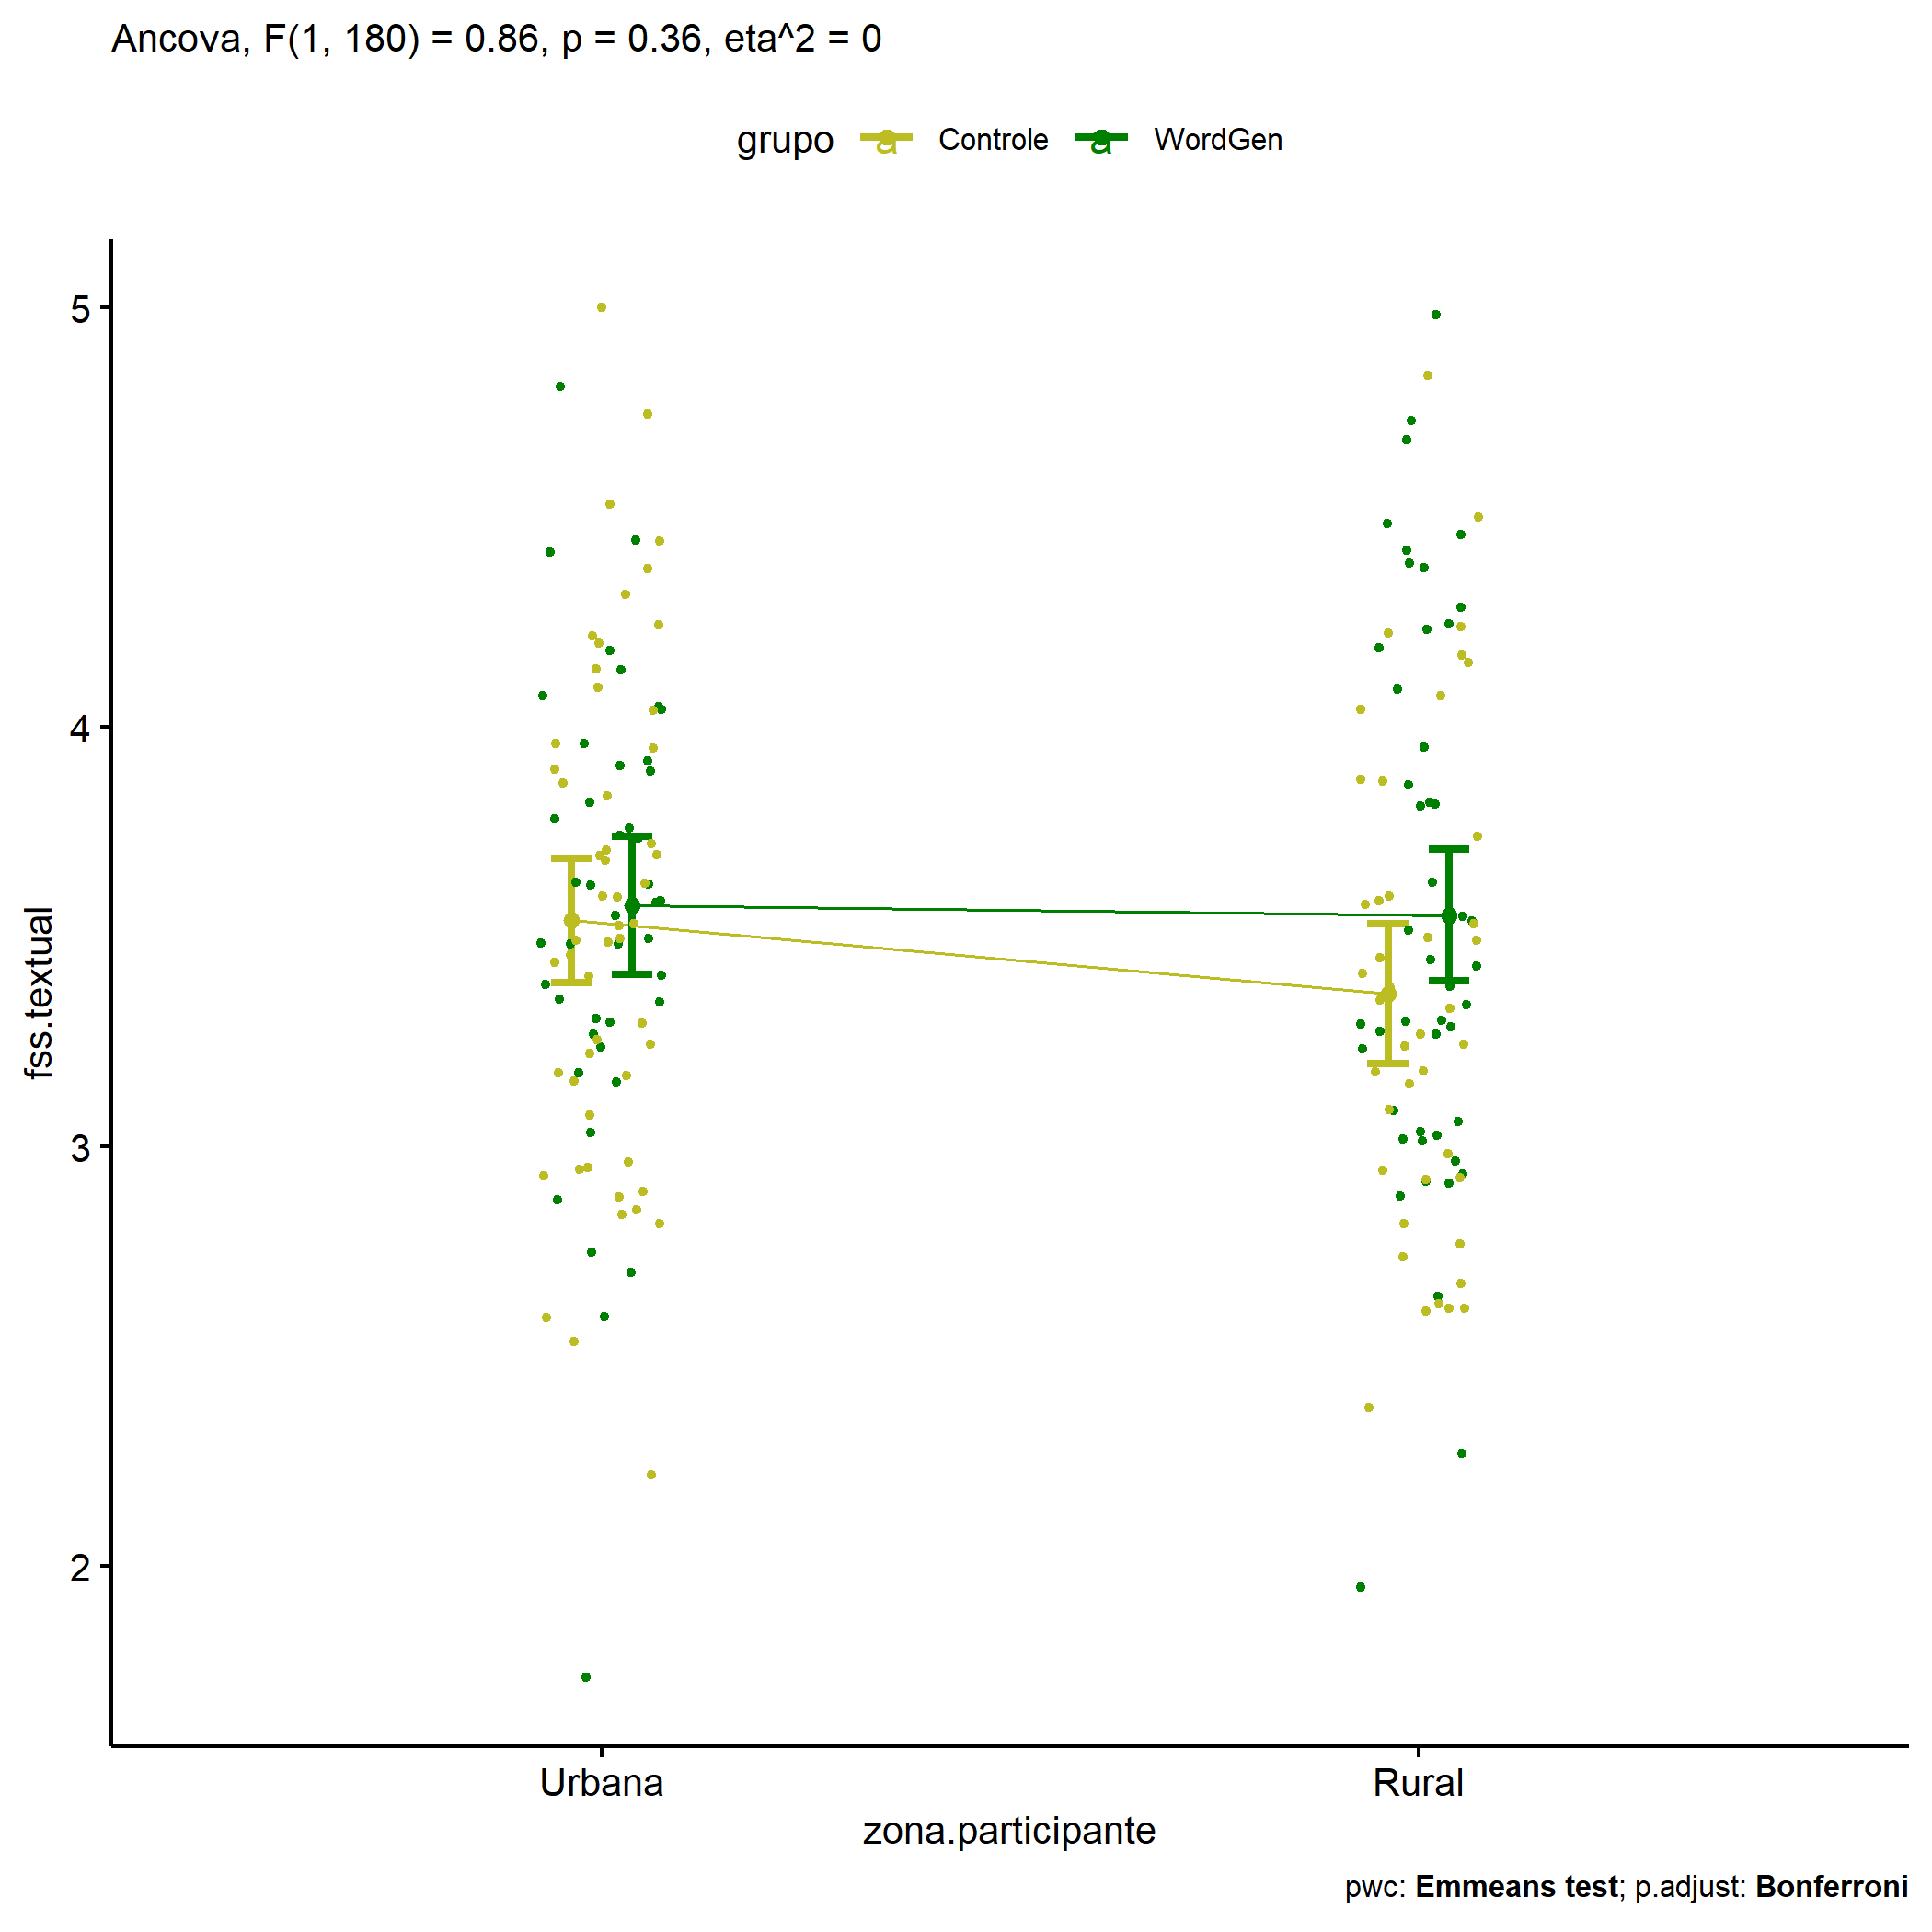 Ancova, F(1, 180) = 0.86, p = 0.36, eta^2 = 0
grupo a Controle a WordGen
5
4
3
2
fss.textual
Urbana Rural
zona.participante
pwc: Emmeans test; p.adjust: Bonferroni